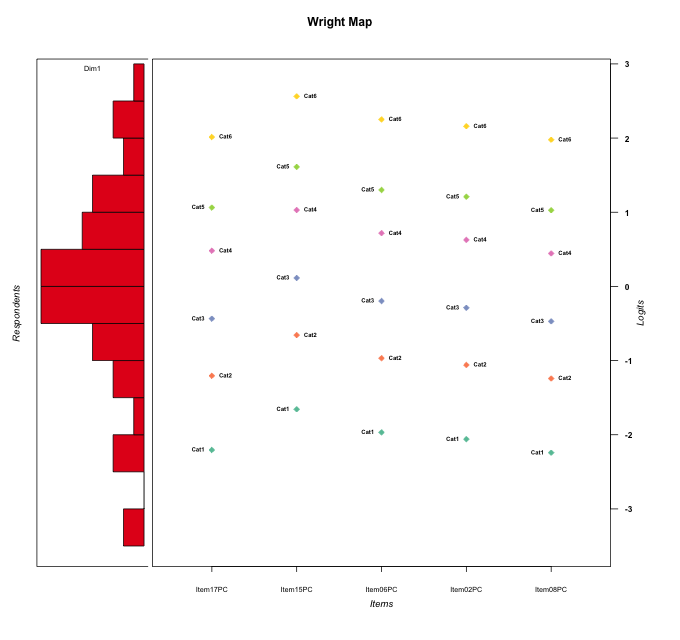 Wright Map
Dim1
3
Cat6
Cat6
Cat6
2
Cat6
Cat6
Cat5
Cat5
Cat5
Cat5
Cat4
Cat5
1
Cat4
Cat4
Cat4
Cat4
Cat3
0
Cat3
Cat3
Cat3
Cat3
Respondents
Logits
Cat2
Cat2
-1
Cat2
Cat2
Cat2
Cat1
Cat1
-2
Cat1
Cat1
Cat1
-3
Item17PC Item15PC Item06PC Item02PC Item08PC
Items